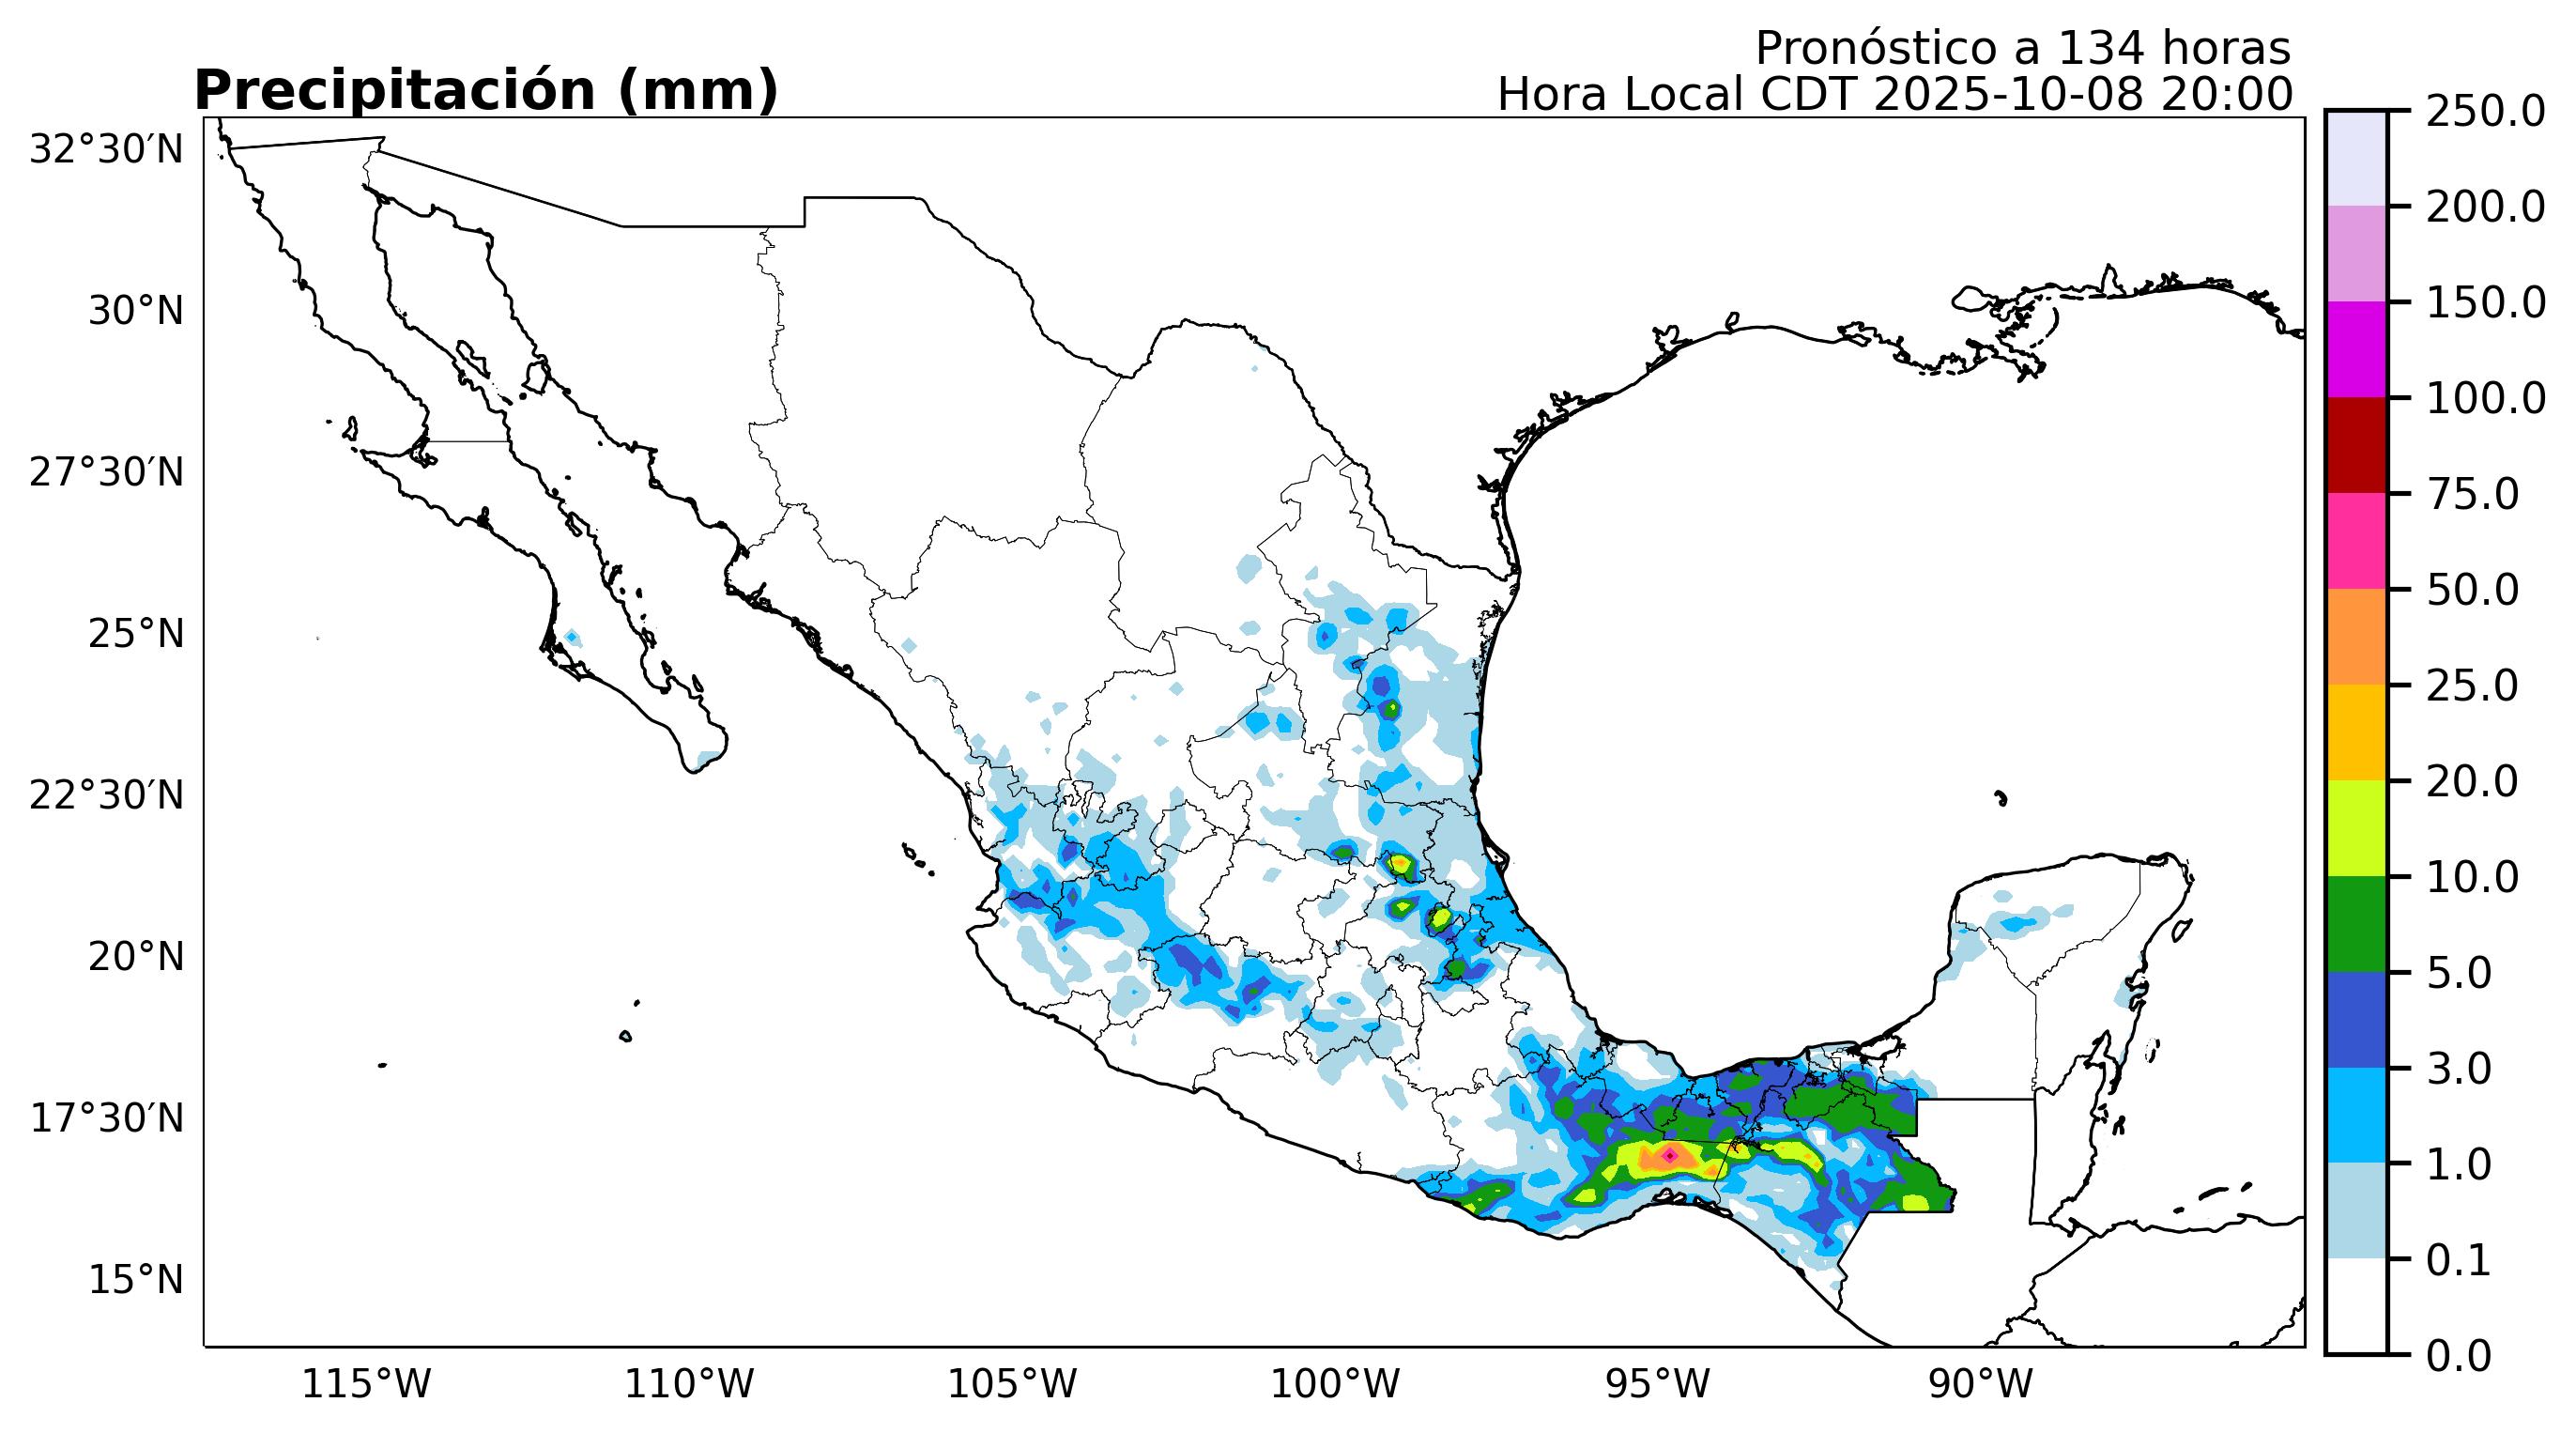 Pronóstico a 134 horas
Precipitación (mm)
Hora Local CDT 2025-10-08 20:00
32°30′N
30°N
27°30′N
25°N
22°30′N
20°N
17°30′N
15°N
115°W
110°W
105°W
100°W
95°W
90°W
250.0
200.0
150.0
100.0
75.0
50.0
25.0
20.0
10.0
5.0
3.0
1.0
0.1
0.0